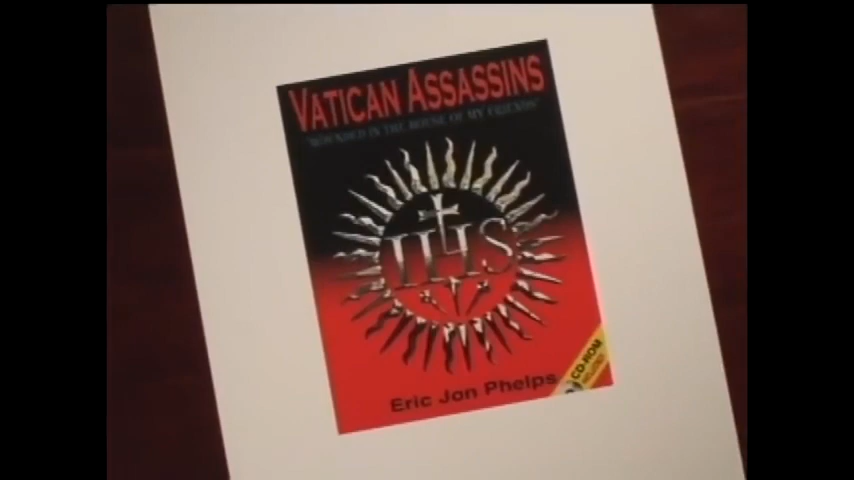 VATICAN ASSASSINS
"WOUNDED IN THE HOUSE OF MY FRIENDS"
IHS
CD-ROM
Eric Jon Phelps